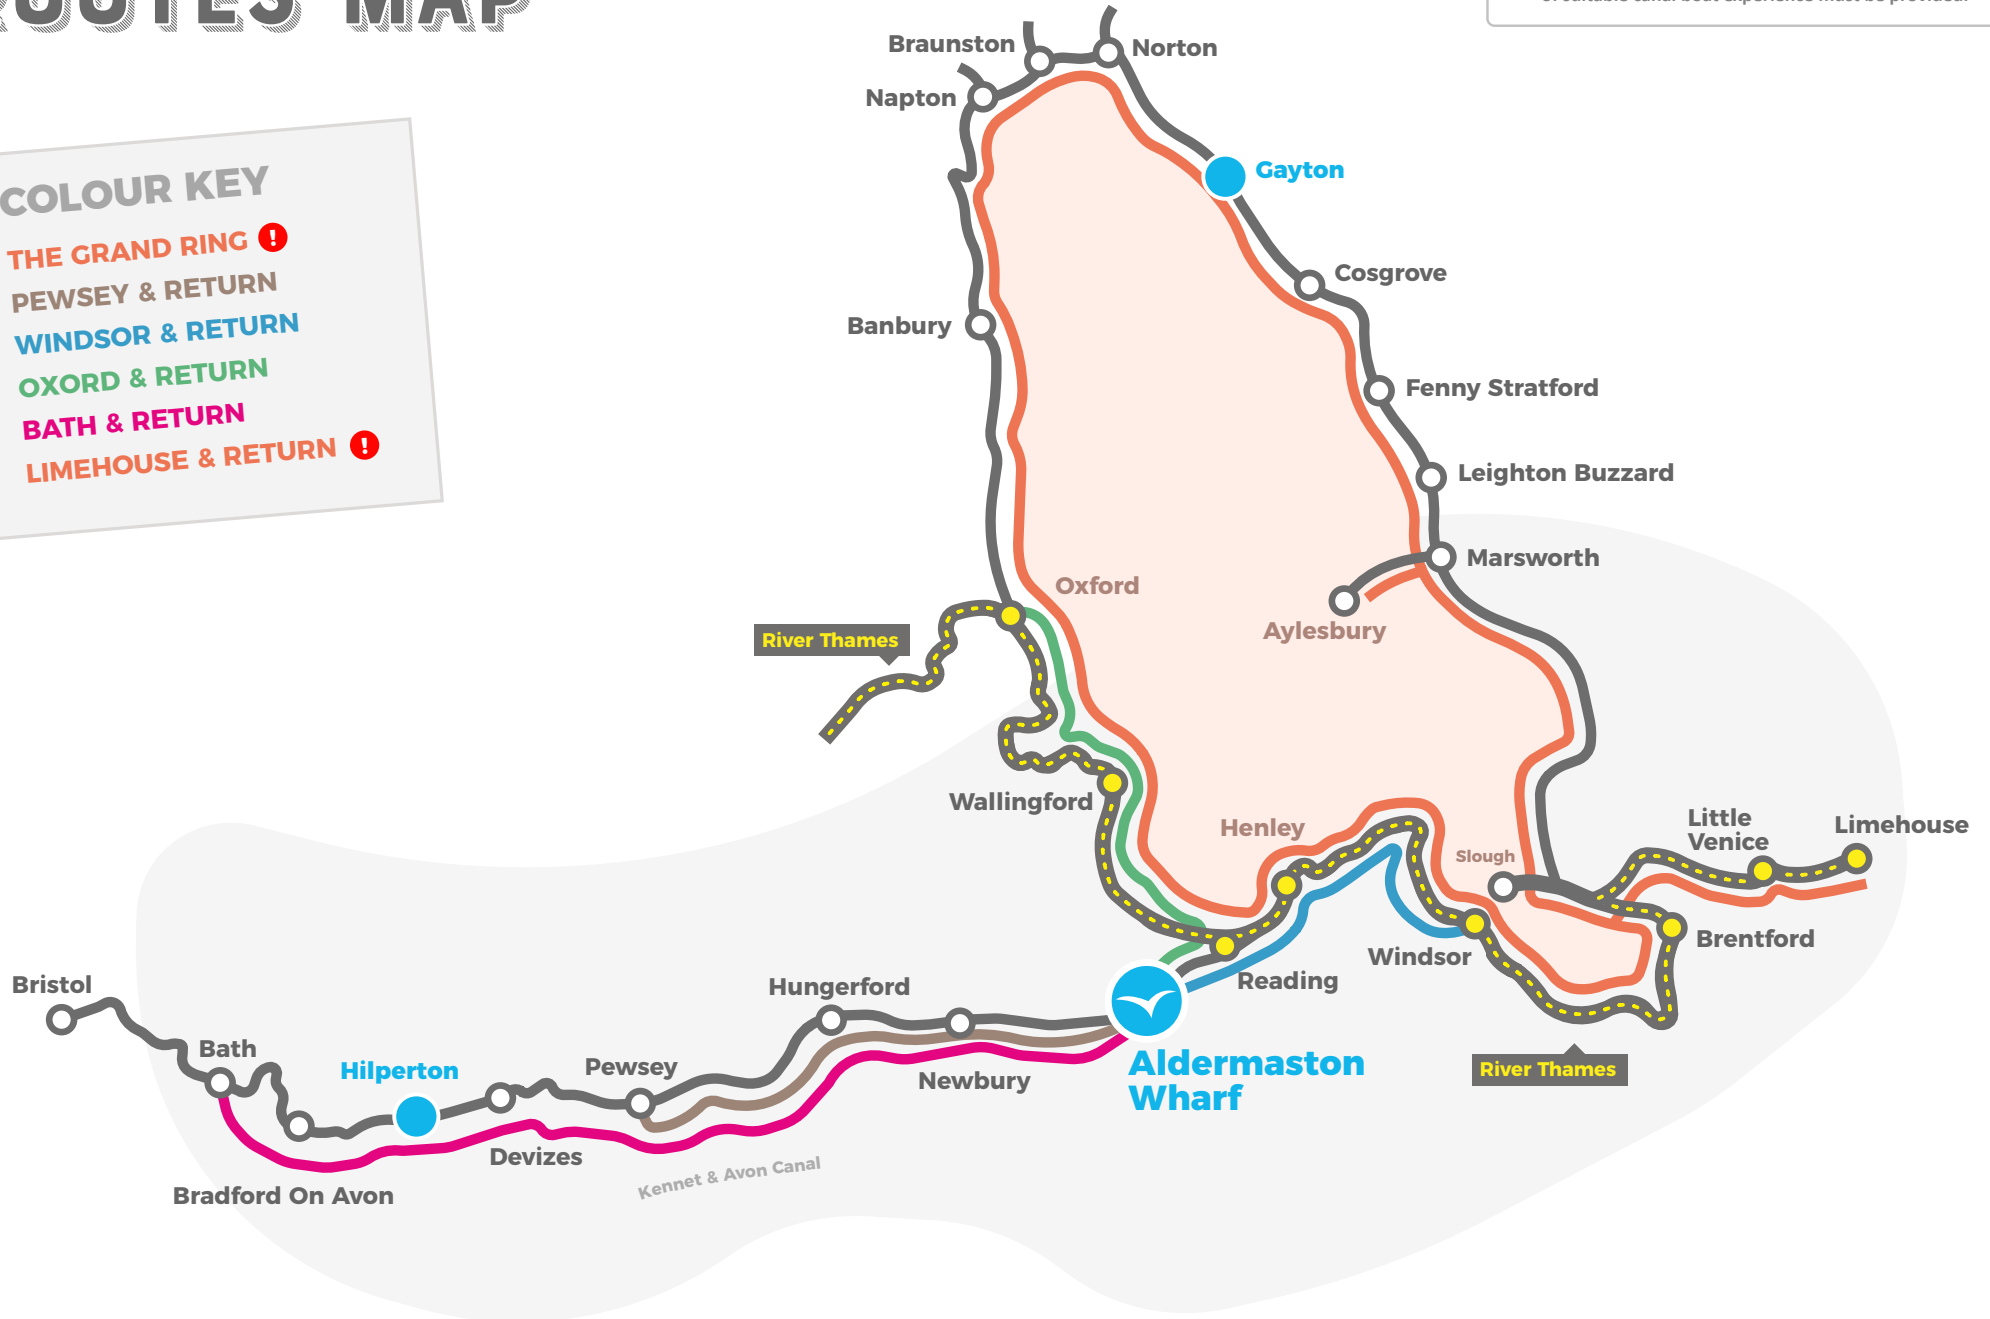 ROUTES MAP
COLOUR KEY
THE GRAND RING !
PEWSEY & RETURN
WINDSOR & RETURN
OXORD & RETURN
BATH & RETURN
LIMEHOUSE & RETURN !
Braunston
Norton
Napton
Gayton
Cosgrove
Banbury
Fenny Stratford
Leighton Buzzard
Marsworth
Oxford
Aylesbury
River Thames
Wallingford
Henley
Slough
Little
Venice
Limehouse
Windsor
Brentford
Reading
River Thames
Bristol
Bath
Hilperton
Pewsey
Hungerford
Newbury
Aldermaston
Wharf
Devizes
Bradford On Avon
Kennet & Avon Canal